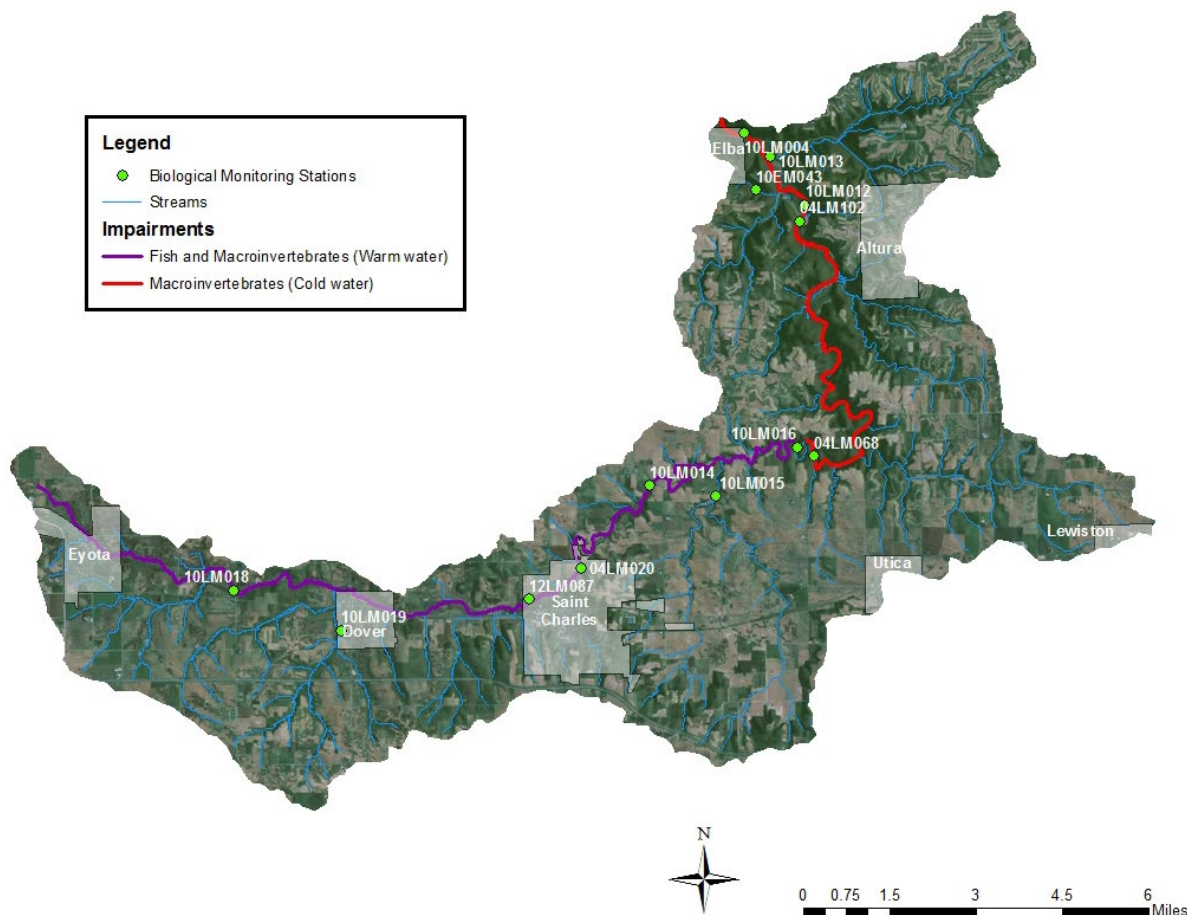 Legend
Biological Monitoring Stations
Streams
Impairments
Fish and Macroinvertebrates (Warm water)
Macroinvertebrates (Cold water)
Elba
10LM004
10LM013
10EM043
10LM012
04LM102
Altura
10LM016
04LM068
10LM014
10LM015
Lewiston
Eyota
Utica
04LM020
10LM018
12LM087
Saint
Charles
10LM019
Dover
N
0 0.75 1.5 3 4.5 6
Miles